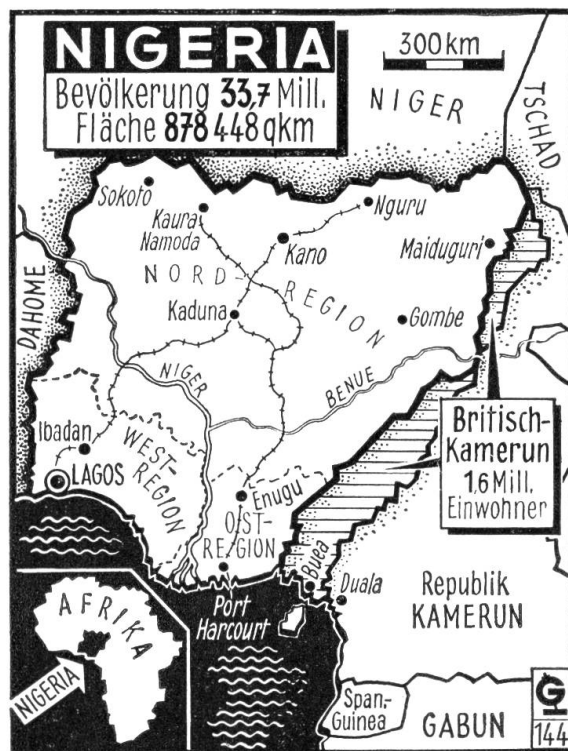 NIGERIA
Bevölkerung 33,7 Mill.
Fläche 878 448 qkm
300 km
NIGER
TSCHAD
Sokoto
Kaura
Namoda
Nguru
Kano
Maiduguri
NORD-
REGION
DAHOME
Kaduna
Gombe
NIGER
BENUE
Britisch-
Kamerun
1,6 Mill.
Einwohner
Ibadan
WEST-
REGION
LAGOS
Enugu
OST-
REGION
Buea
Duala
Port
Harcourt
Republik
KAMERUN
AFRIKA
NIGERIA
Span.-
Guinea
GABUN
G
144